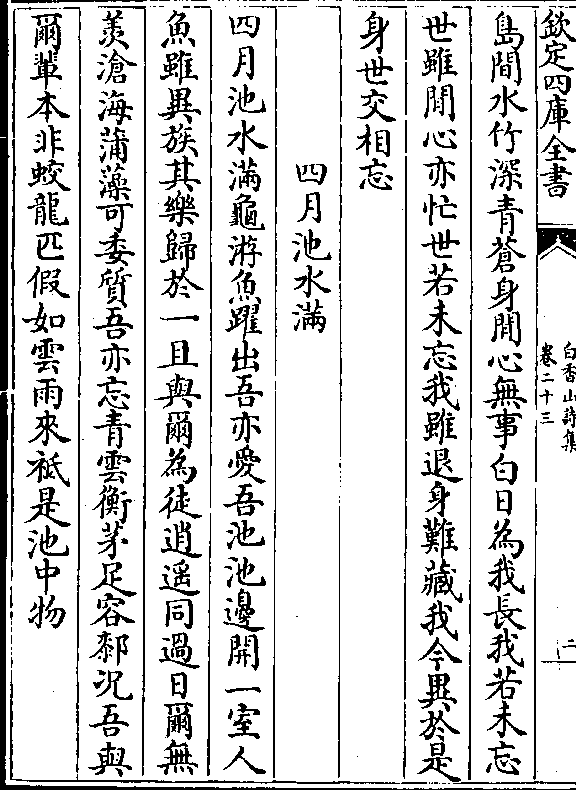 欽定四庫全書
白香山詩集
卷二十三
二
島間水竹深青蒼身閒心無事白日為我長我若未忘
世雖閒心亦忙世若未忘我雖退身難藏我今異於是
身世交相忘
四月池水滿
四月池水滿龜游魚躍出吾亦愛吾池池邊開一室人
魚雖異族其樂歸於一且與爾為徒逍遥同過日爾無
羡滄海蒲藻可委質吾亦忘青雲衡茅足容厀况吾與
爾輩本非蛟龍匹假如雲雨來祗是池中物